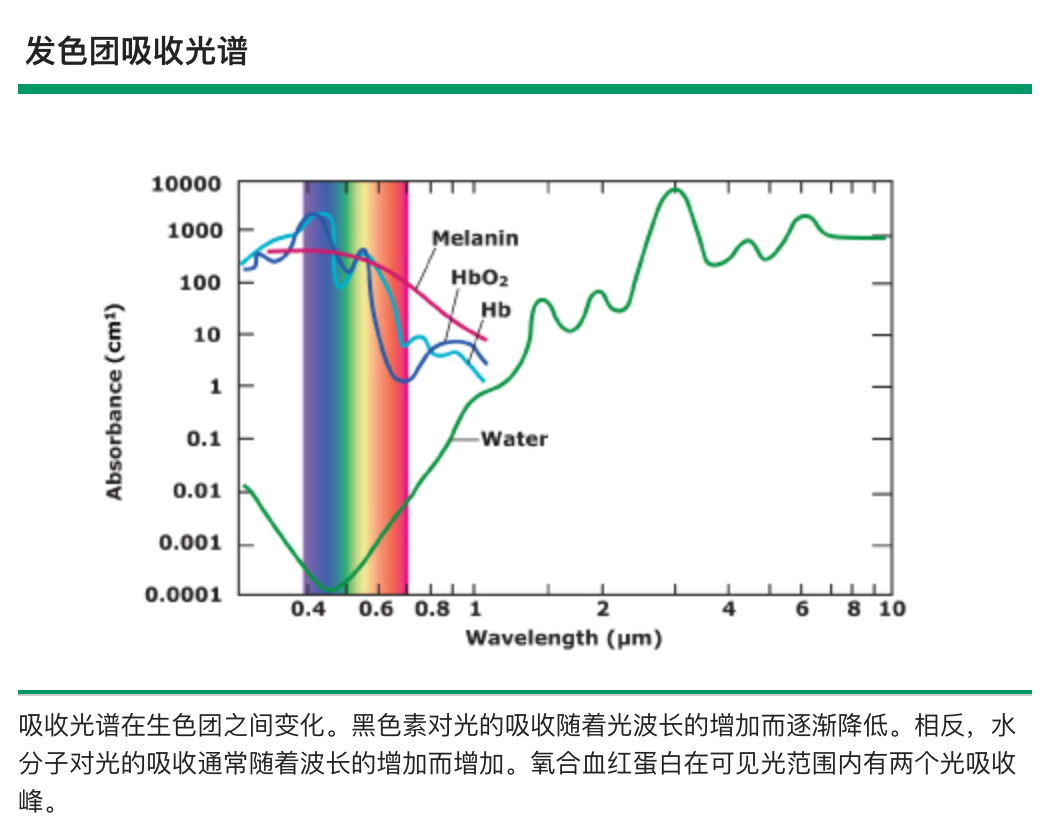 发色团吸收光谱
10000
1000
100
10
1
0.1
0.01
0.001
0.0001
Absorbance (cm¹)
Melanin
HbO₂
Hb
Water
0.4 0.6 0.8 1 2 4 6 8 10
Wavelength (µm)
吸收光谱在生色团之间变化。黑色素对光的吸收随着光波长的增加而逐渐降低。相反，水
分子对光的吸收通常随着波长的增加而增加。氧合血红蛋白在可见光范围内有两个光吸收
峰。